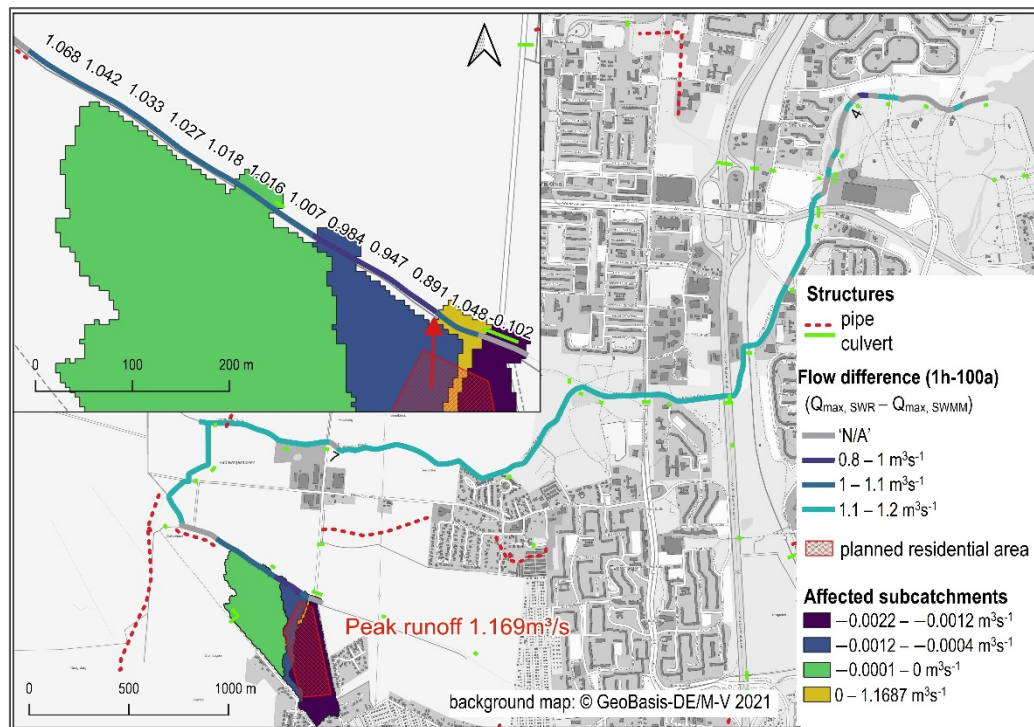 1.068
1.042
1.033
1.027
1.018
1.016
1.007
0.984
0.947
0.891
1.048
-0.102
0 100 200 m
4
7
Structures
pipe
culvert
Flow difference (1h-100a)
(Qmax, SWR – Qmax, SWMM)
‘N/A’
0.8 – 1 m³s⁻¹
1 – 1.1 m³s⁻¹
1.1 – 1.2 m³s⁻¹
planned residential area
Affected subcatchments
−0.0022 – −0.0012 m³s⁻¹
−0.0012 – −0.0004 m³s⁻¹
−0.0001 – 0 m³s⁻¹
0 – 1.1687 m³s⁻¹
Peak runoff 1.169m³/s
0 500 1000 m
background map: © GeoBasis-DE/M-V 2021